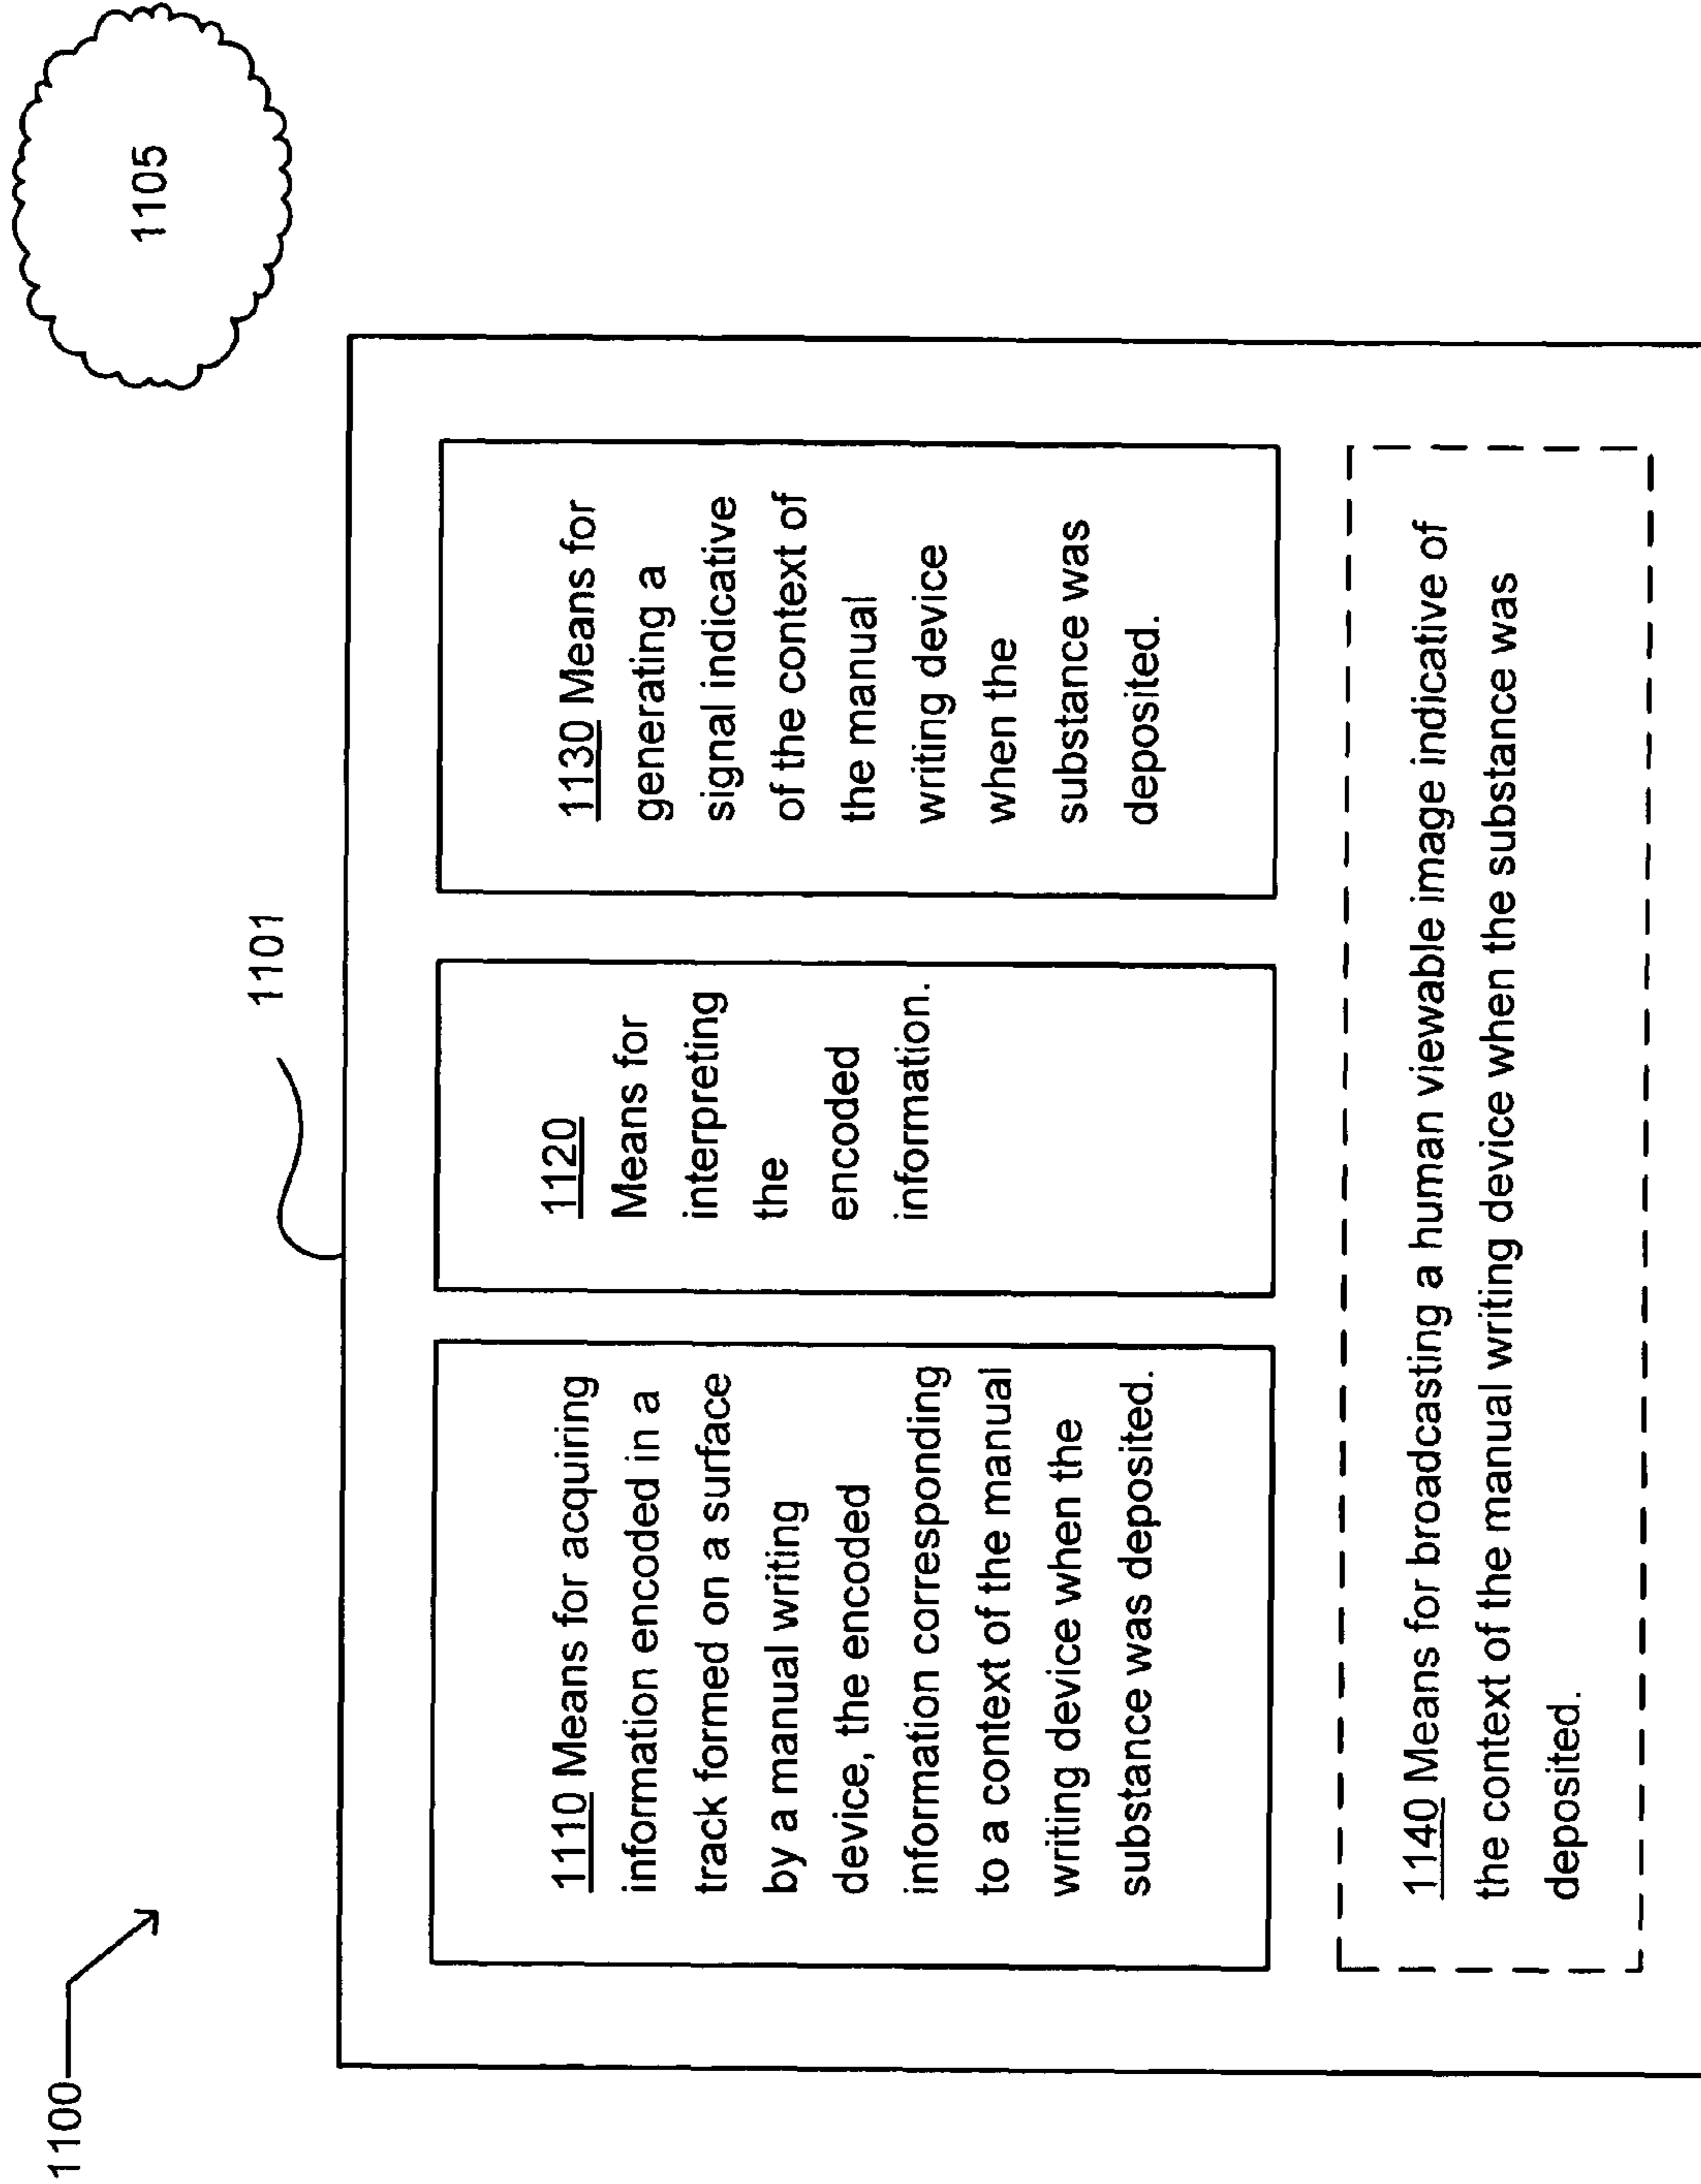 1100
1105
1101
1110 Means for acquiring
information encoded in a
track formed on a surface
by a manual writing
device, the encoded
information corresponding
to a context of the manual
writing device when the
substance was deposited.
1120
Means for
interpreting
the
encoded
information.
1130 Means for
generating a
signal indicative
of the context of
the manual
writing device
when the
substance was
deposited.
1140 Means for broadcasting a human viewable image indicative of
the context of the manual writing device when the substance was
deposited.